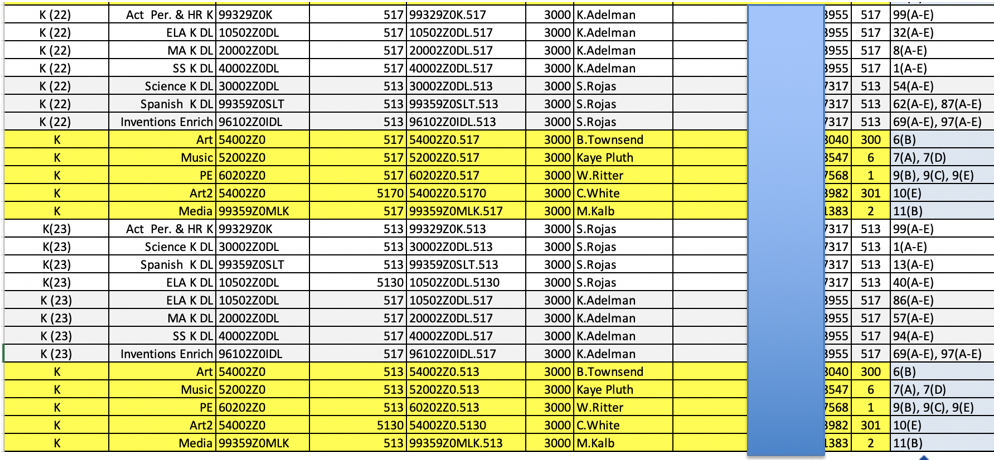 K (22) Act Per. & HR K 99329Z0K 517 99329Z0K.517 3000 K.Adelman 3955 517 99(A-E)
K (22) ELA K DL 10502Z0DL 517 10502Z0DL.517 3000 K.Adelman 3955 517 32(A-E)
K (22) MA K DL 20002Z0DL 517 20002Z0DL.517 3000 K.Adelman 3955 517 8(A-E)
K (22) SS K DL 40002Z0DL 517 40002Z0DL.517 3000 K.Adelman 3955 517 1(A-E)
K (22) Science K DL 30002Z0DL 513 30002Z0DL.513 3000 S.Rojas 7317 513 54(A-E)
K (22) Spanish K DL 99359Z0SLT 513 99359Z0SLT.513 3000 S.Rojas 7317 513 62(A-E), 87(A-E)
K (22) Inventions Enrich 96102Z0IDL 513 96102Z0IDL.513 3000 S.Rojas 7317 513 69(A-E), 97(A-E)
K Art 54002Z0 517 54002Z0.517 3000 B.Townsend 3040 300 6(B)
K Music 52002Z0 517 52002Z0.517 3000 Kaye Pluth 3547 6 7(A), 7(D)
K PE 60202Z0 517 60202Z0.517 3000 W.Ritter 7568 1 9(B), 9(C), 9(E)
K Art2 54002Z0 5170 54002Z0.5170 3000 C.White 3982 301 10(E)
K Media 99359Z0MLK 517 99359Z0MLK.517 3000 M.Kalb 1383 2 11(B)
K(23) Act Per. & HR K 99329Z0K 513 99329Z0K.513 3000 S.Rojas 7317 513 99(A-E)
K(23) Science K DL 30002Z0DL 513 30002Z0DL.513 3000 S.Rojas 7317 513 1(A-E)
K(23) Spanish K DL 99359Z0SLT 513 99359Z0SLT.513 3000 S.Rojas 7317 513 13(A-E)
K(23) ELA K DL 10502Z0DL 5130 10502Z0DL.5130 3000 S.Rojas 7317 513 40(A-E)
K (23) ELA K DL 10502Z0DL 517 10502Z0DL.517 3000 K.Adelman 3955 517 86(A-E)
K (23) MA K DL 20002Z0DL 517 20002Z0DL.517 3000 K.Adelman 3955 517 57(A-E)
K (23) SS K DL 40002Z0DL 517 40002Z0DL.517 3000 K.Adelman 3955 517 94(A-E)
K (23) Inventions Enrich 96102Z0IDL 517 96102Z0IDL.517 3000 K.Adelman 3955 517 69(A-E), 97(A-E)
K Art 54002Z0 513 54002Z0.513 3000 B.Townsend 3040 300 6(B)
K Music 52002Z0 513 52002Z0.513 3000 Kaye Pluth 3547 6 7(A), 7(D)
K PE 60202Z0 513 60202Z0.513 3000 W.Ritter 7568 1 9(B), 9(C), 9(E)
K Art2 54002Z0 5130 54002Z0.5130 3000 C.White 3982 301 10(E)
K Media 99359Z0MLK 513 99359Z0MLK.513 3000 M.Kalb 1383 2 11(B)